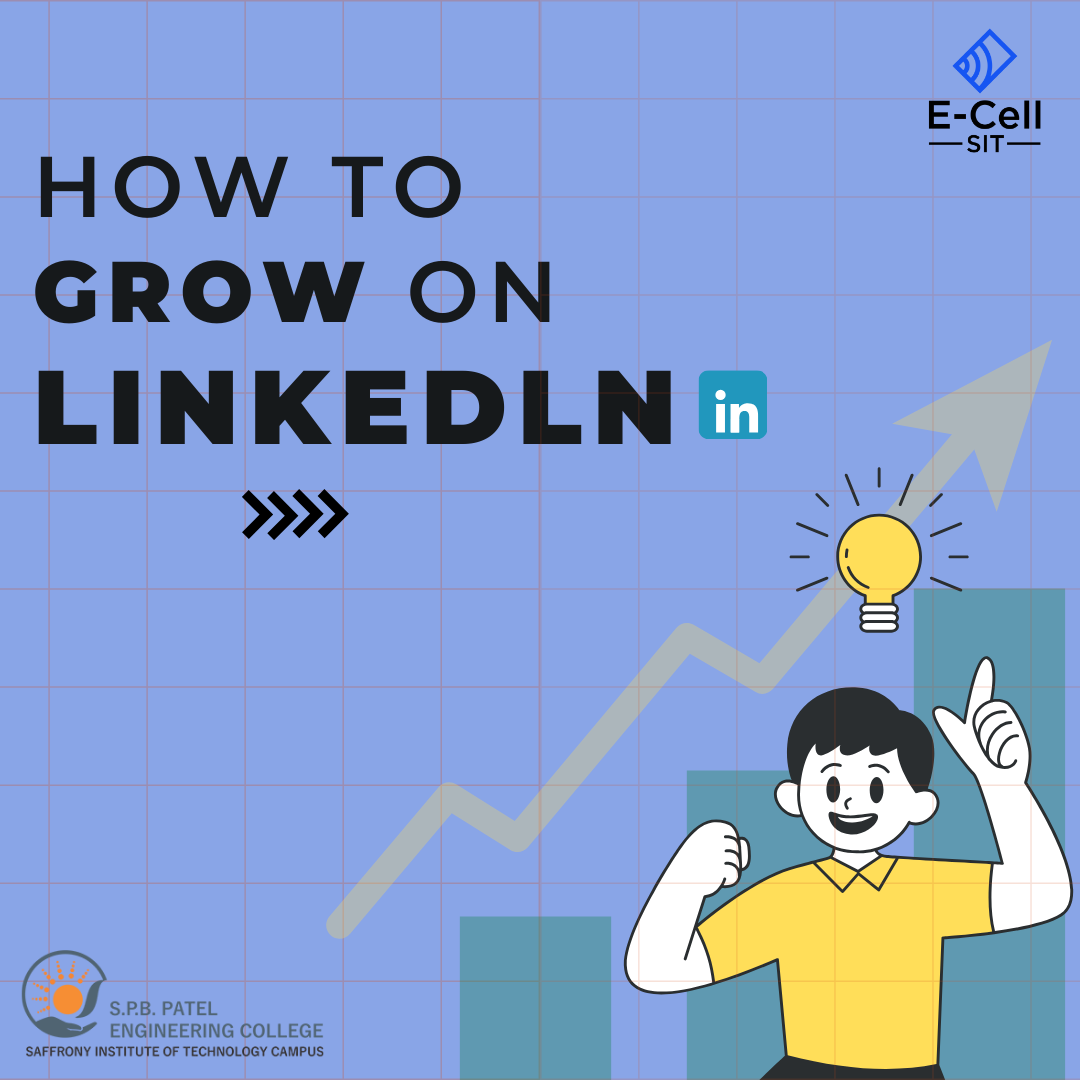 E-Cell
SIT
HOW TO
GROW ON
LINKEDLN
in
S.P.B. PATEL
ENGINEERING COLLEGE
SAFFRONY INSTITUTE OF TECHNOLOGY CAMPUS